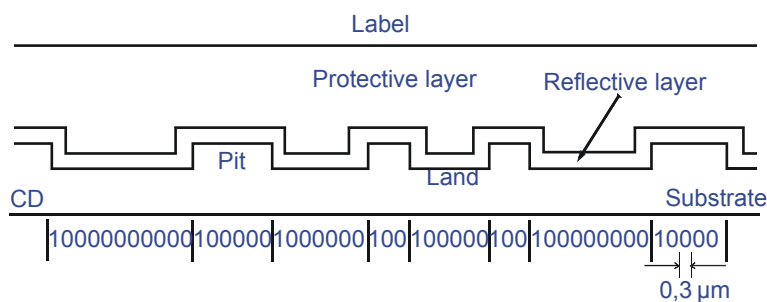 Label
Protective layer
Reflective layer
Pit
Land
CD
Substrate
10000000000 100000 1000000 100 100000 100 100000000 10000
0,3 µm